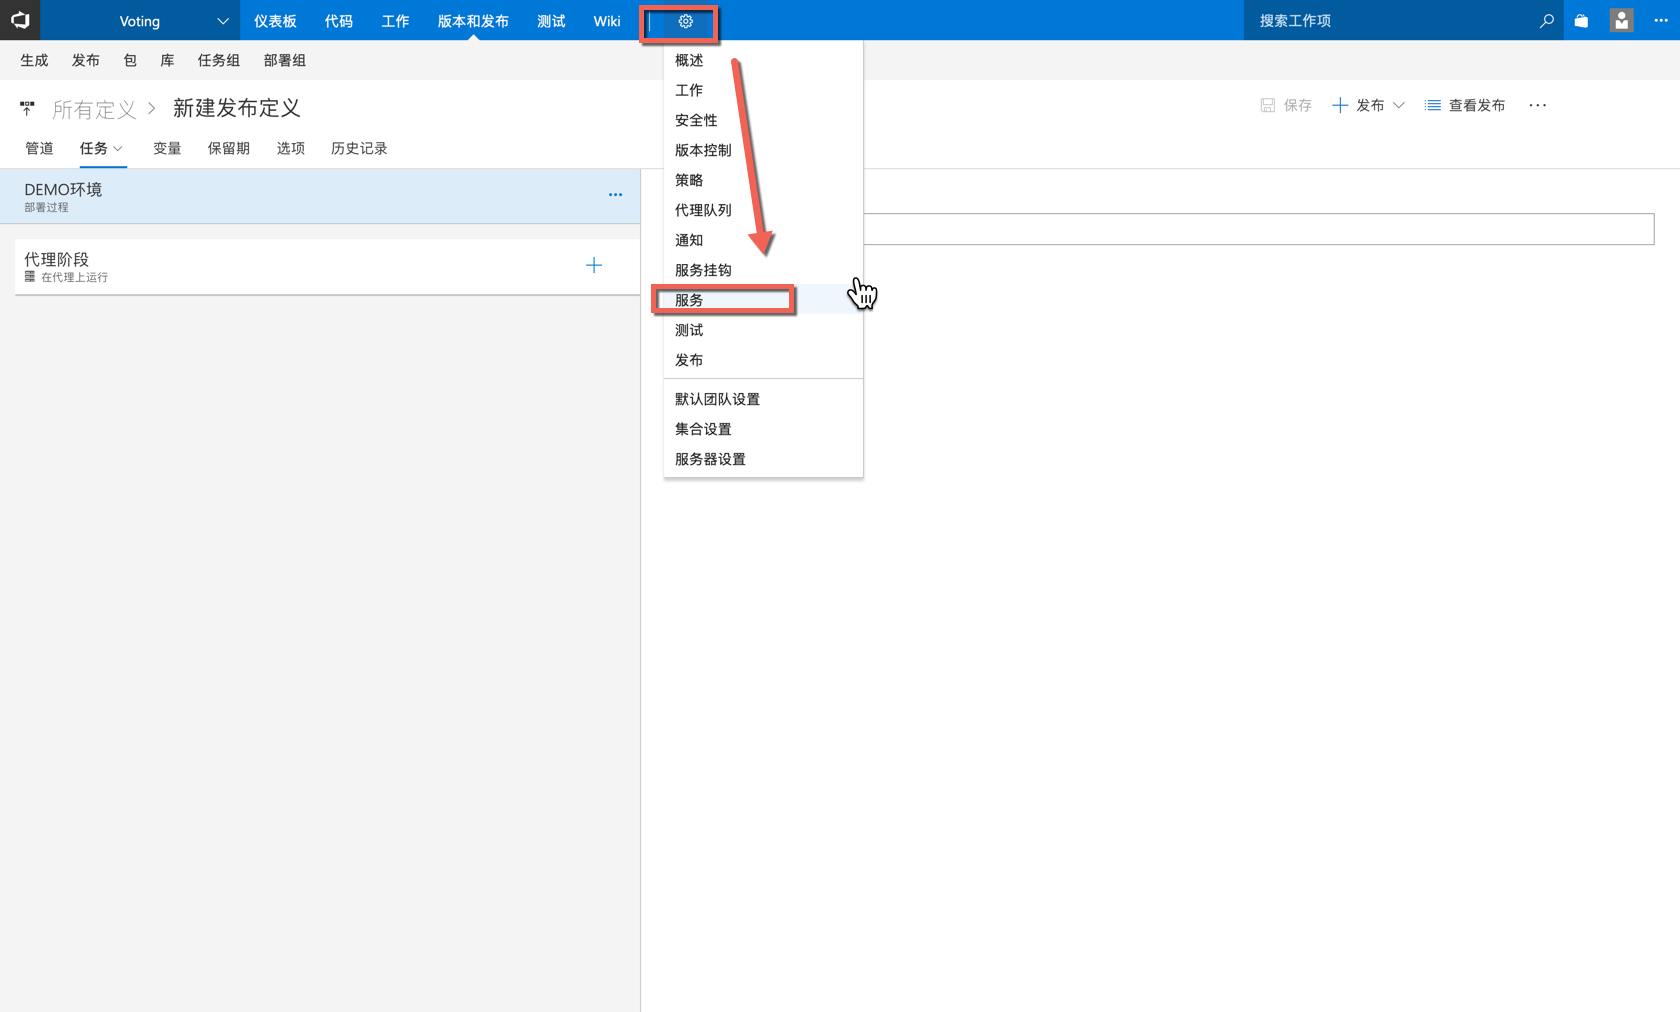 Voting 仪表板 代码 工作 版本和发布 测试 Wiki 搜索工作项
生成 发布 包 库 任务组 部署组
所有定义 > 新建发布定义
保存 发布 查看发布 ...
管道 任务 变量 保留期 选项 历史记录
DEMO环境
部署过程
代理阶段
在代理上运行
概述
工作
安全性
版本控制
策略
代理队列
通知
服务挂钩
服务
测试
发布
默认团队设置
集合设置
服务器设置